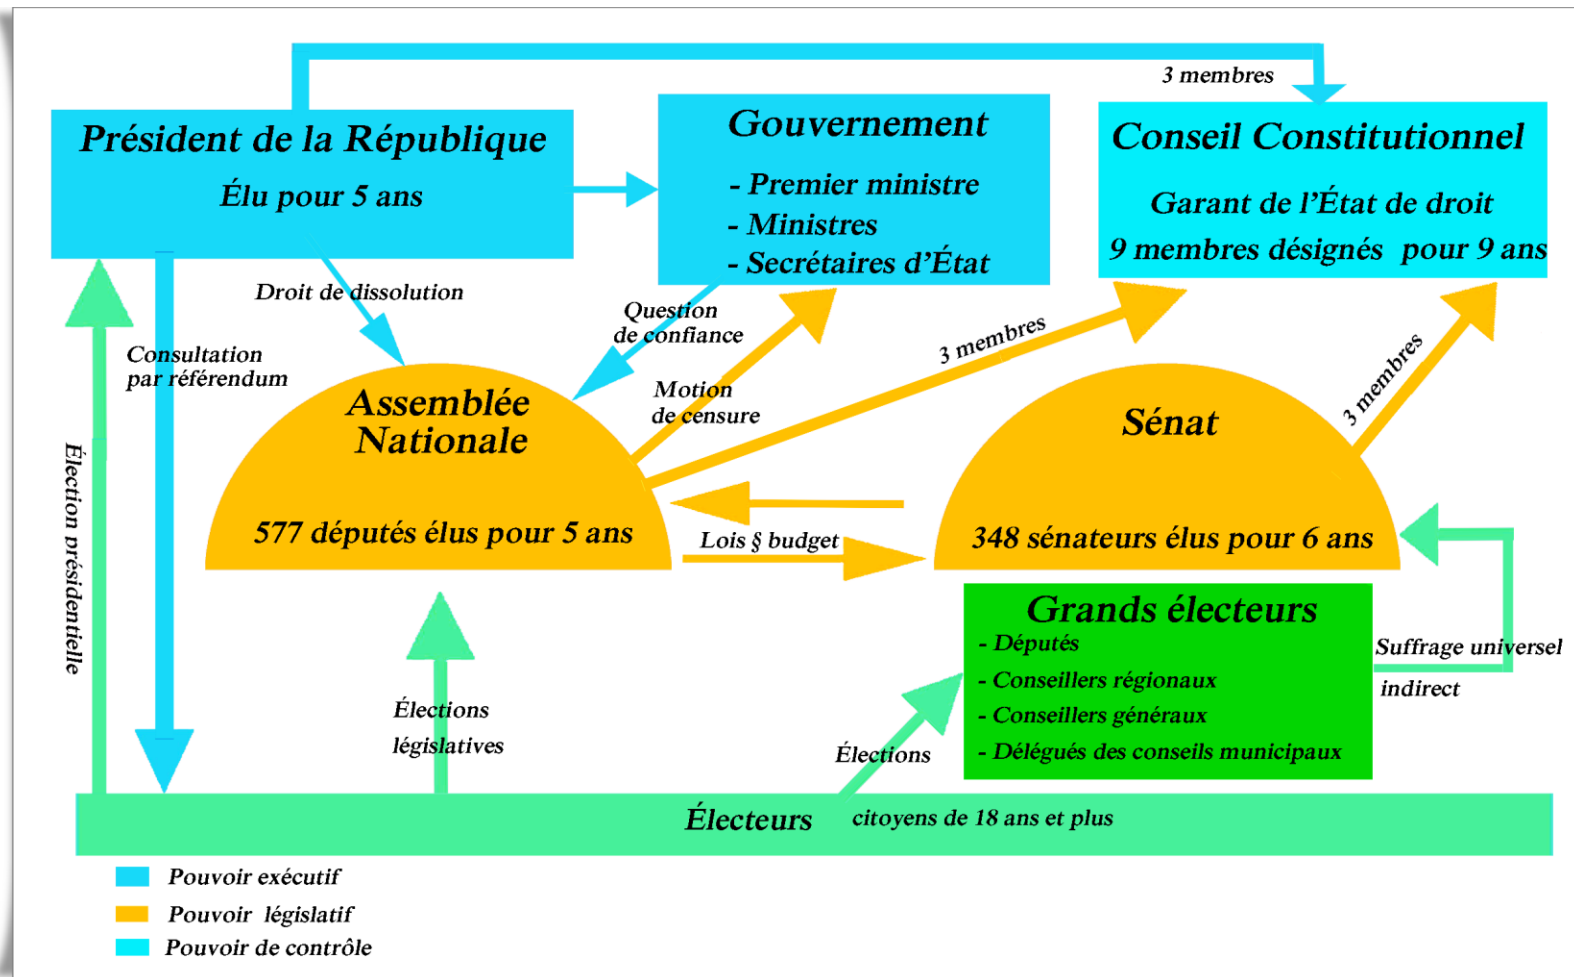 3 membres
Président de la République
Élu pour 5 ans
Gouvernement
- Premier ministre
- Ministres
- Secrétaires d'État
Conseil Constitutionnel
Garant de l'État de droit
9 membres désignés pour 9 ans
Droit de dissolution
Question
de confiance
Consultation
par référendum
Motion
de censure
3 membres
3 membres
Élection présidentielle
Assemblée
Nationale
577 députés élus pour 5 ans
Lois § budget
Sénat
348 sénateurs élus pour 6 ans
Grands électeurs
- Députés
- Conseillers régionaux
- Conseillers généraux
- Délégués des conseils municipaux
Suffrage universel
indirect
Élections
législatives
Élections
Électeurs citoyens de 18 ans et plus
Pouvoir exécutif
Pouvoir législatif
Pouvoir de contrôle